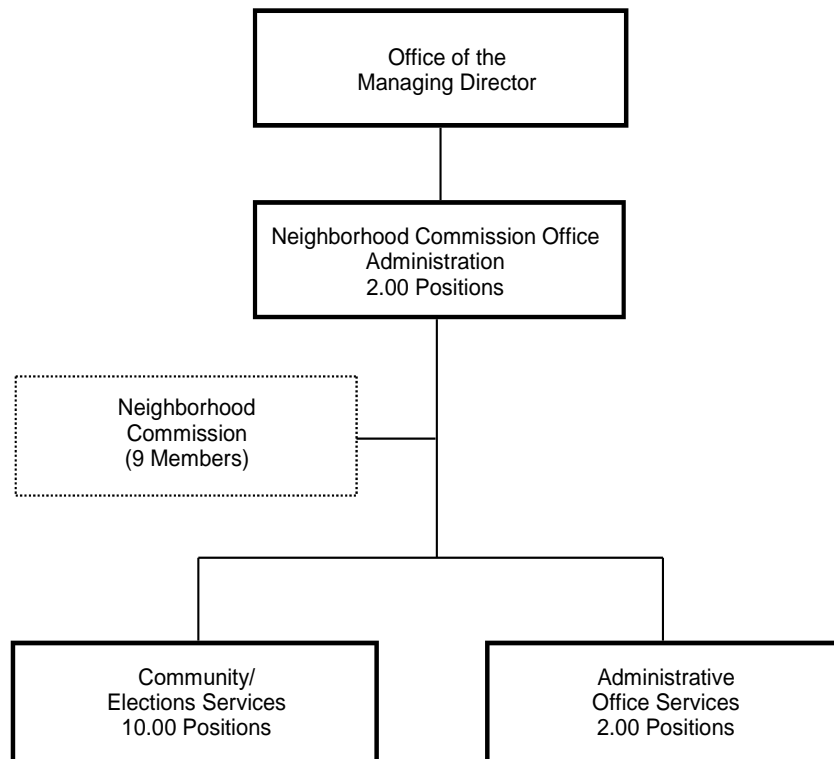 Office of the
Managing Director
Neighborhood Commission Office
Administration
2.00 Positions
Neighborhood
Commission
(9 Members)
Community/
Elections Services
10.00 Positions
Administrative
Office Services
2.00 Positions